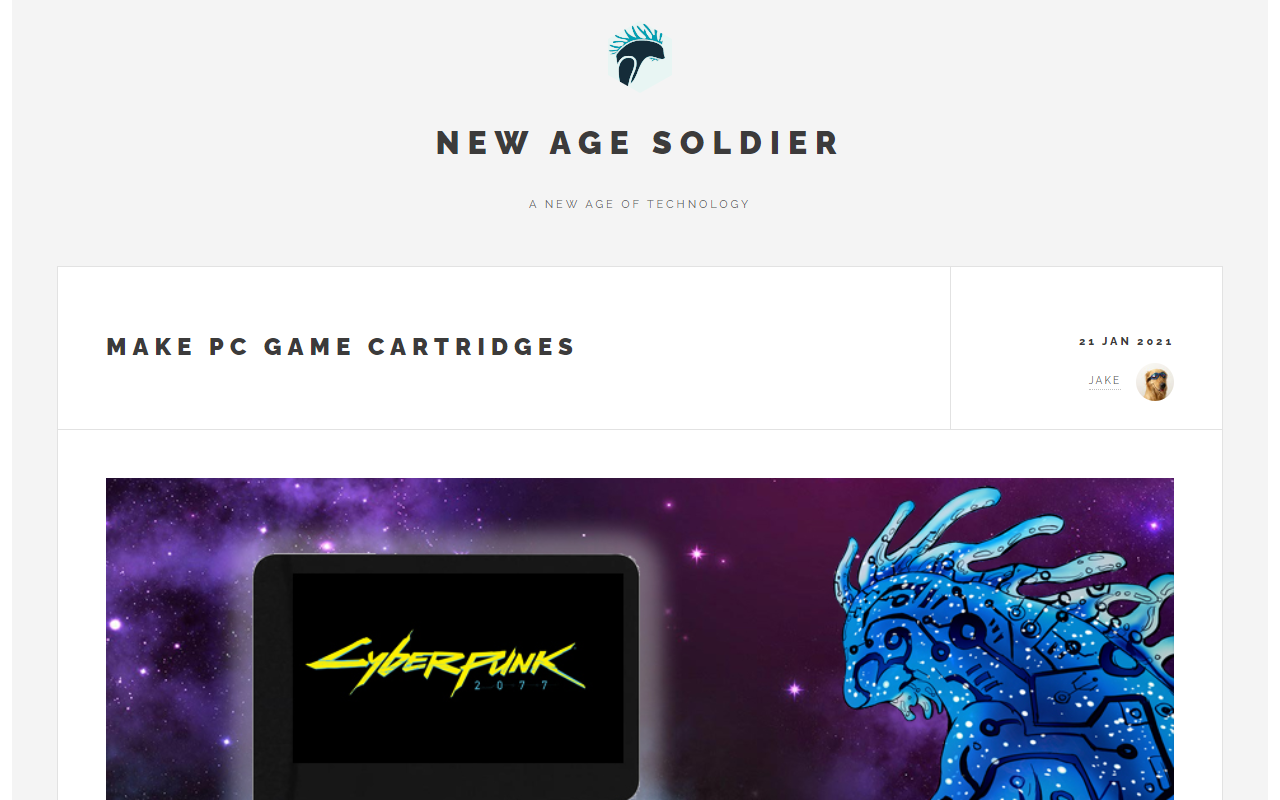 NEW AGE SOLDIER
A NEW AGE OF TECHNOLOGY
MAKE PC GAME CARTRIDGES
21 JAN 2021
JAKE
Cyberpunk
2077